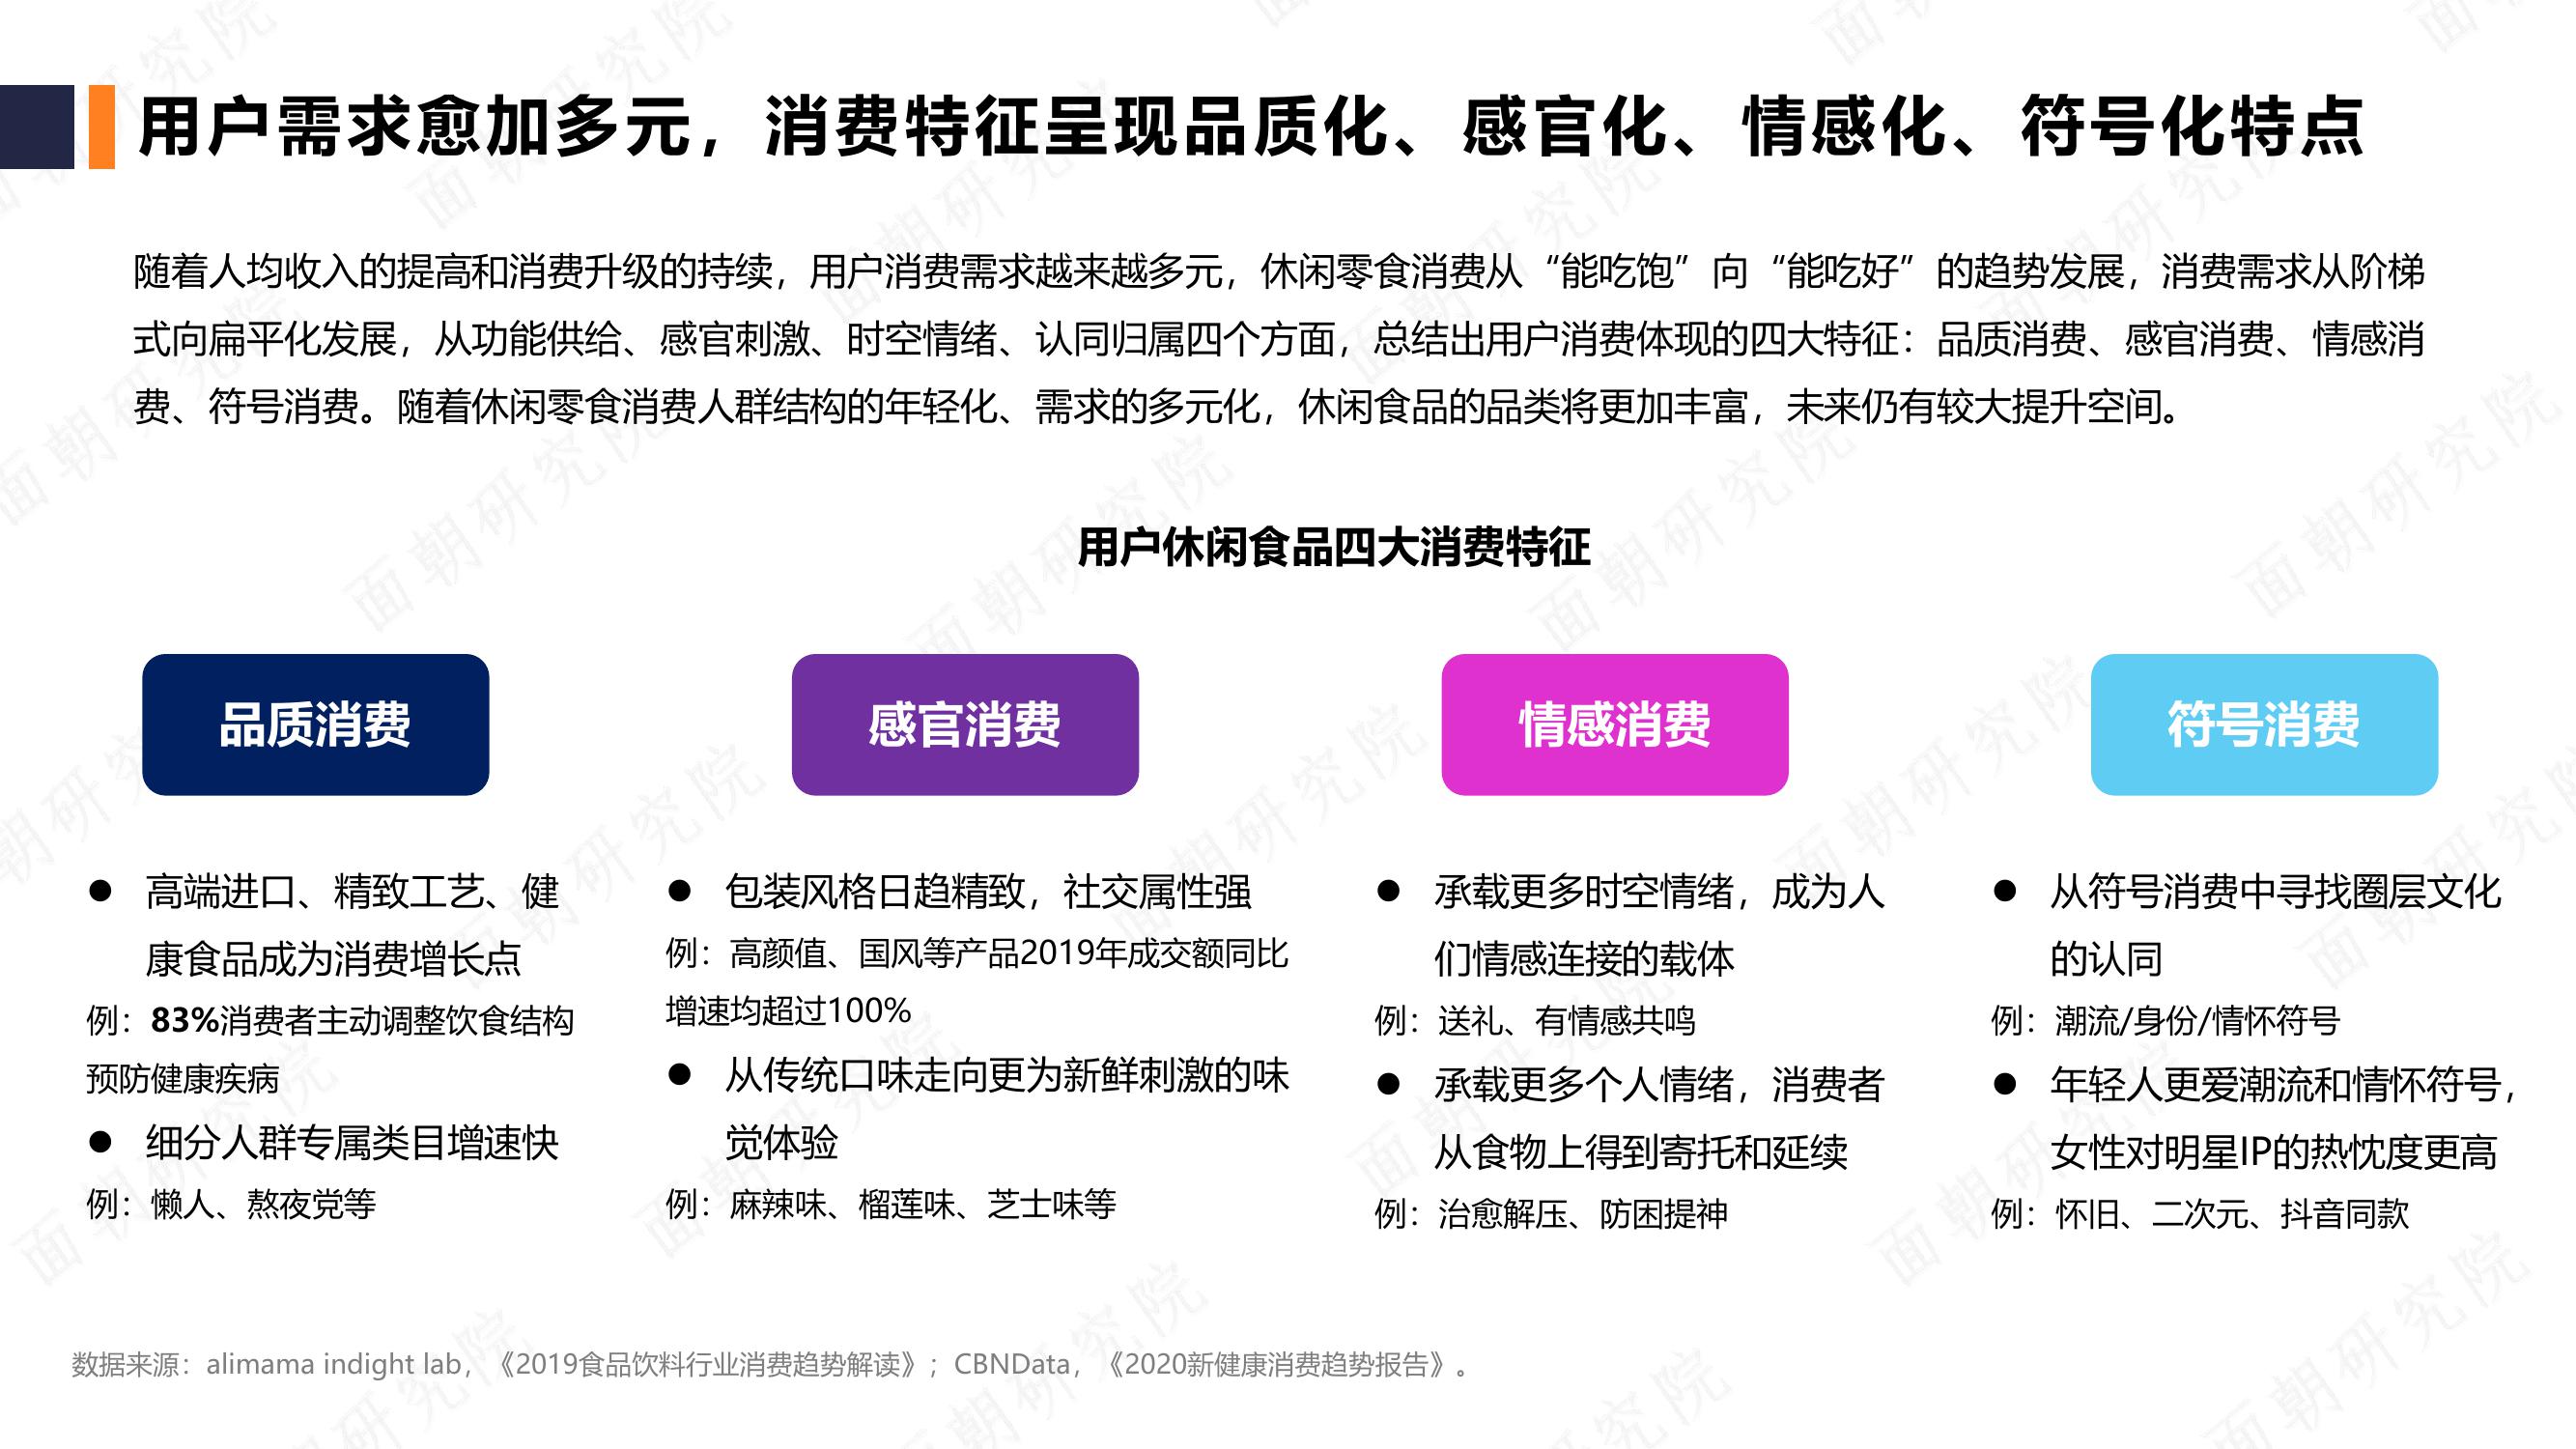 用户需求愈加多元，消费特征呈现品质化、感官化、情感化、符号化特点
随着人均收入的提高和消费升级的持续，用户消费需求越来越多元，休闲零食消费从“能吃饱”向“能吃好”的趋势发展，消费需求从阶梯
式向扁平化发展，从功能供给、感官刺激、时空情绪、认同归属四个方面，总结出用户消费体现的四大特征：品质消费、感官消费、情感消
费、符号消费。随着休闲零食消费人群结构的年轻化、需求的多元化，休闲食品的品类将更加丰富，未来仍有较大提升空间。
用户休闲食品四大消费特征
品质消费
● 高端进口、精致工艺、健
康食品成为消费增长点
例：83%消费者主动调整饮食结构
预防健康疾病
● 细分人群专属类目增速快
例：懒人、熬夜党等
感官消费
● 包装风格日趋精致，社交属性强
例：高颜值、国风等产品2019年成交额同比
增速均超过100%
● 从传统口味走向更为新鲜刺激的味
觉体验
例：麻辣味、榴莲味、芝士味等
情感消费
● 承载更多时空情绪，成为人
们情感连接的载体
例：送礼、有情感共鸣
● 承载更多个人情绪，消费者
从食物上得到寄托和延续
例：治愈解压、防困提神
符号消费
● 从符号消费中寻找圈层文化
的认同
例：潮流/身份/情怀符号
● 年轻人更爱潮流和情怀符号，
女性对明星IP的热忱度更高
例：怀旧、二次元、抖音同款
数据来源：alimama indight lab，《2019食品饮料行业消费趋势解读》；CBNData，《2020新健康消费趋势报告》。
面朝研究院